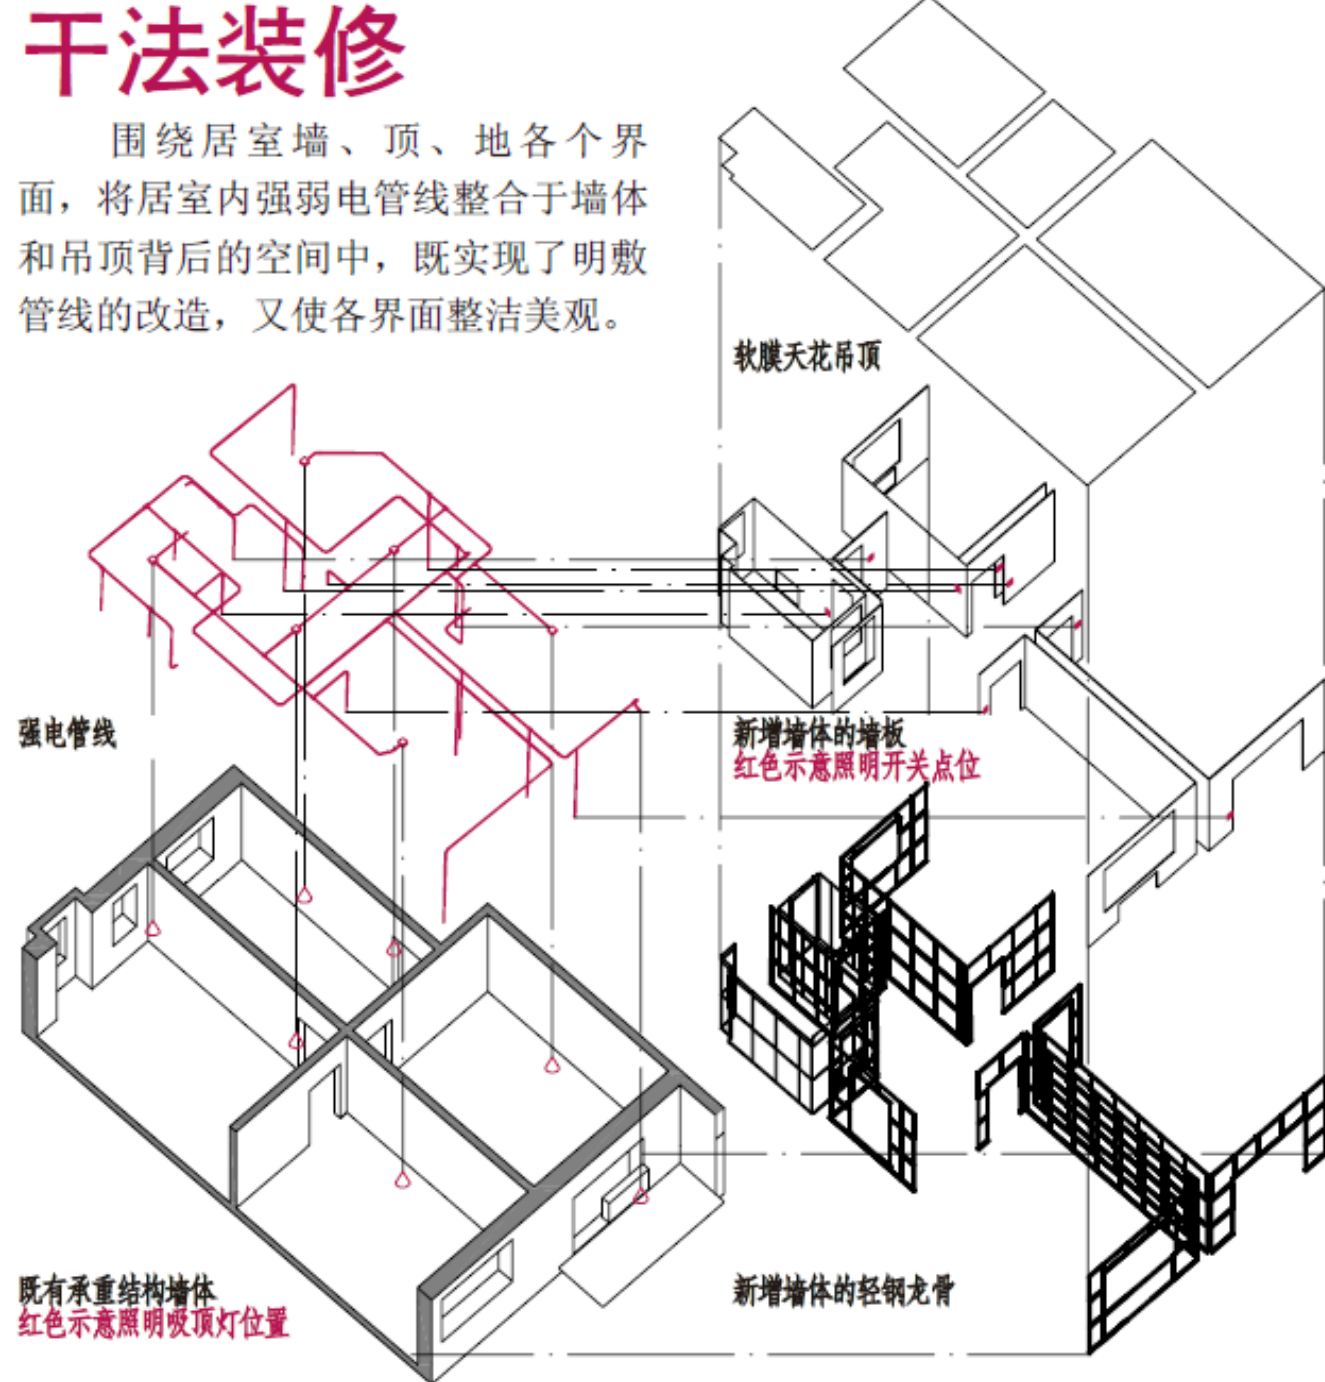 干法装修
围绕居室墙、顶、地各个界
面，将居室内强弱电管线整合于墙体
和吊顶背后的空间中，既实现了明敷
管线的改造，又使各界面整洁美观。
软膜天花吊顶
强电管线
新增墙体的墙板
红色示意照明开关点位
既有承重结构墙体
红色示意照明吸顶灯位置
新增墙体的轻钢龙骨